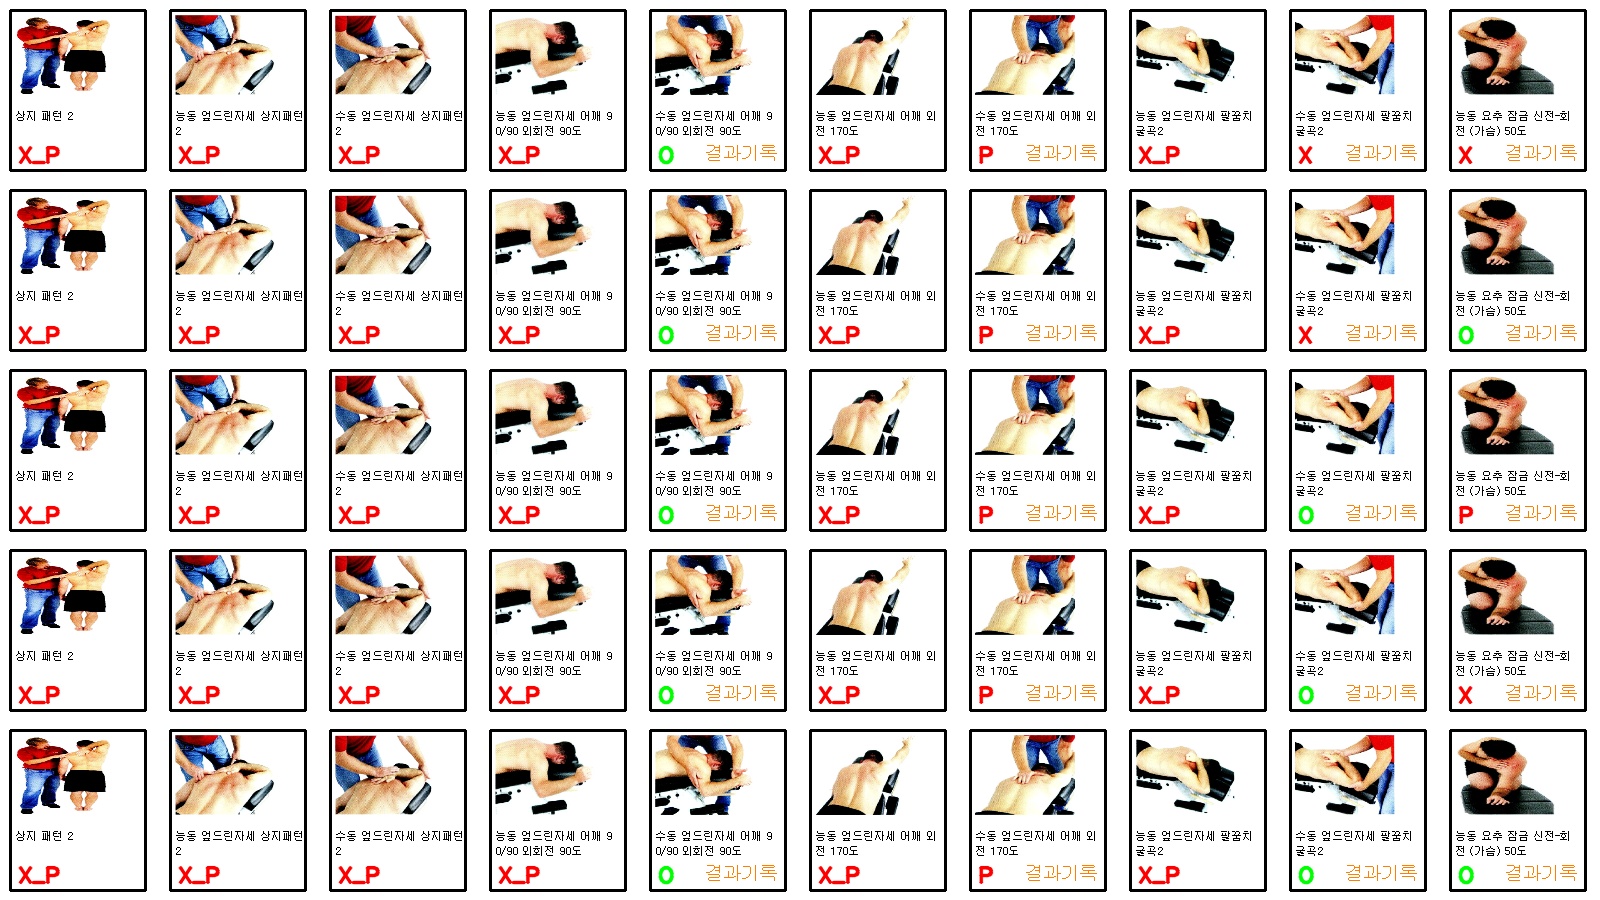 상지 패턴 2
X_P
능동 엎드린자세 상지패턴
2
X_P
수동 엎드린자세 상지패턴
2
X_P
능동 엎드린자세 어깨 9
0/90 외회전 90도
X_P
수동 엎드린자세 어깨 9
0/90 외회전 90도
O 결과기록
능동 엎드린자세 어깨 외
전 170도
X_P
수동 엎드린자세 어깨 외
전 170도
P 결과기록
능동 엎드린자세 팔꿈치
굴곡2
X_P
수동 엎드린자세 팔꿈치
굴곡2
X 결과기록
능동 요추 잠금 신전-회
전 (가슴) 50도
X 결과기록
상지 패턴 2
X_P
능동 엎드린자세 상지패턴
2
X_P
수동 엎드린자세 상지패턴
2
X_P
능동 엎드린자세 어깨 9
0/90 외회전 90도
X_P
수동 엎드린자세 어깨 9
0/90 외회전 90도
O 결과기록
능동 엎드린자세 어깨 외
전 170도
X_P
수동 엎드린자세 어깨 외
전 170도
P 결과기록
능동 엎드린자세 팔꿈치
굴곡2
X_P
수동 엎드린자세 팔꿈치
굴곡2
X 결과기록
능동 요추 잠금 신전-회
전 (가슴) 50도
O 결과기록
상지 패턴 2
X_P
능동 엎드린자세 상지패턴
2
X_P
수동 엎드린자세 상지패턴
2
X_P
능동 엎드린자세 어깨 9
0/90 외회전 90도
X_P
수동 엎드린자세 어깨 9
0/90 외회전 90도
O 결과기록
능동 엎드린자세 어깨 외
전 170도
X_P
수동 엎드린자세 어깨 외
전 170도
P 결과기록
능동 엎드린자세 팔꿈치
굴곡2
X_P
수동 엎드린자세 팔꿈치
굴곡2
O 결과기록
능동 요추 잠금 신전-회
전 (가슴) 50도
P 결과기록
상지 패턴 2
X_P
능동 엎드린자세 상지패턴
2
X_P
수동 엎드린자세 상지패턴
2
X_P
능동 엎드린자세 어깨 9
0/90 외회전 90도
X_P
수동 엎드린자세 어깨 9
0/90 외회전 90도
O 결과기록
능동 엎드린자세 어깨 외
전 170도
X_P
수동 엎드린자세 어깨 외
전 170도
P 결과기록
능동 엎드린자세 팔꿈치
굴곡2
X_P
수동 엎드린자세 팔꿈치
굴곡2
O 결과기록
능동 요추 잠금 신전-회
전 (가슴) 50도
X 결과기록
상지 패턴 2
X_P
능동 엎드린자세 상지패턴
2
X_P
수동 엎드린자세 상지패턴
2
X_P
능동 엎드린자세 어깨 9
0/90 외회전 90도
X_P
수동 엎드린자세 어깨 9
0/90 외회전 90도
O 결과기록
능동 엎드린자세 어깨 외
전 170도
X_P
수동 엎드린자세 어깨 외
전 170도
P 결과기록
능동 엎드린자세 팔꿈치
굴곡2
X_P
수동 엎드린자세 팔꿈치
굴곡2
O 결과기록
능동 요추 잠금 신전-회
전 (가슴) 50도
O 결과기록